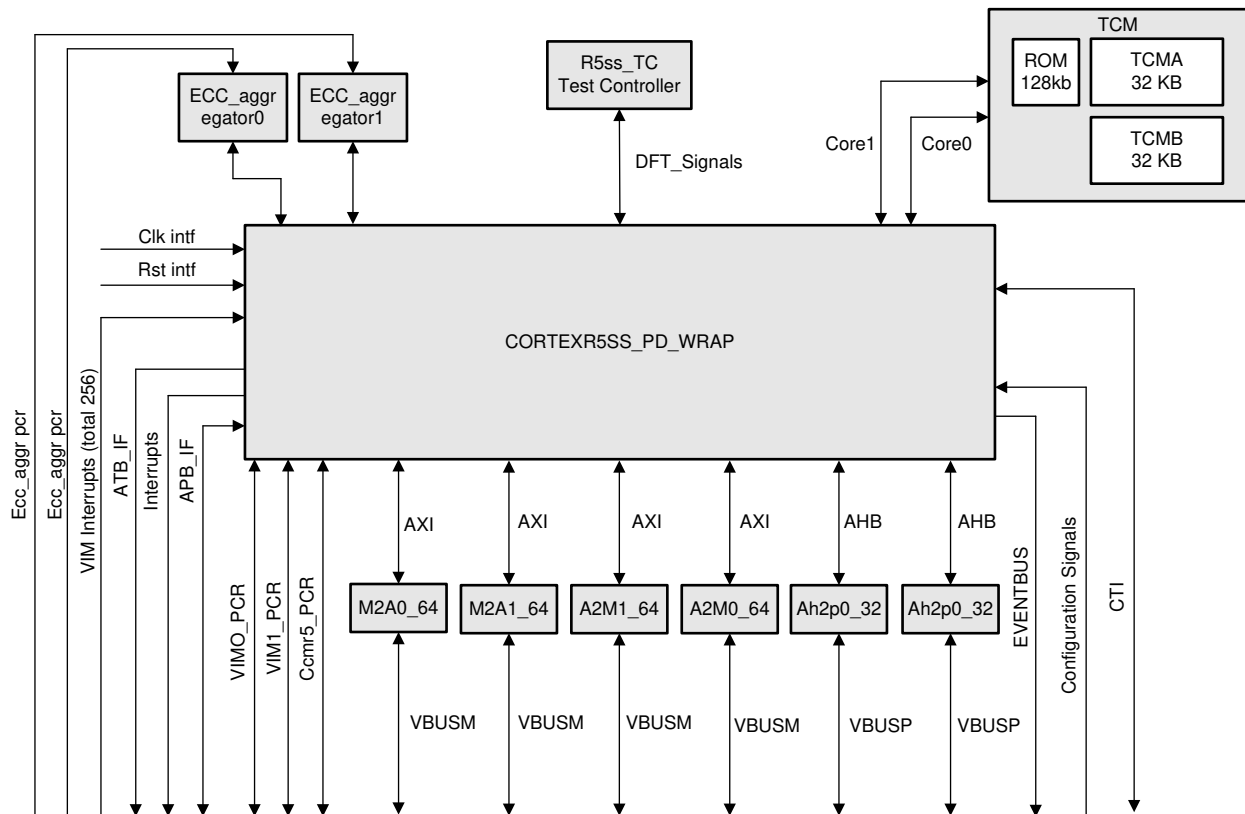 TCM
ROM
128kb
TCMA
32 KB
TCMB
32 KB
R5ss_TC
Test Controller
ECC_aggr
egator0
ECC_aggr
egator1
Core1
Core0
DFT_Signals
Clk intf
Rst intf
CORTEXR5SS_PD_WRAP
Ecc_aggr pcr
Ecc_aggr pcr
VIM Interrupts (total 256)
ATB_IF
Interrupts
APB_IF
VIMO_PCR
VIM1_PCR
Ccmr5_PCR
AXI
AXI
AXI
AXI
AHB
AHB
M2A0_64
M2A1_64
A2M1_64
A2M0_64
Ah2p0_32
Ah2p0_32
VBUSM
VBUSM
VBUSM
VBUSM
VBUSP
VBUSP
EVENTBUS
Configuration Signals
CTI